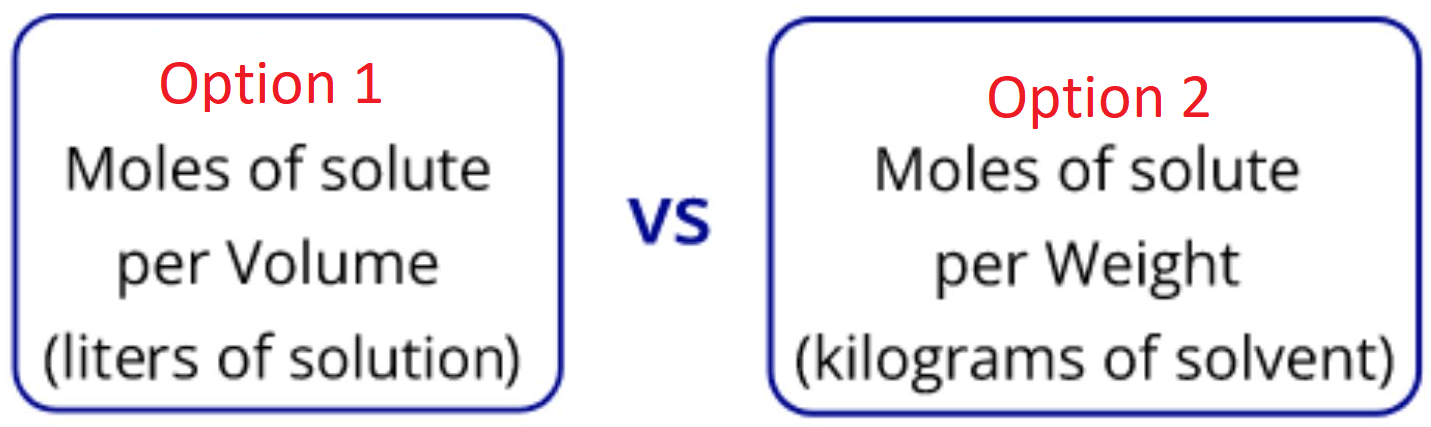 Option 1
Moles of solute
per Volume
(liters of solution)
vs
Option 2
Moles of solute
per Weight
(kilograms of solvent)